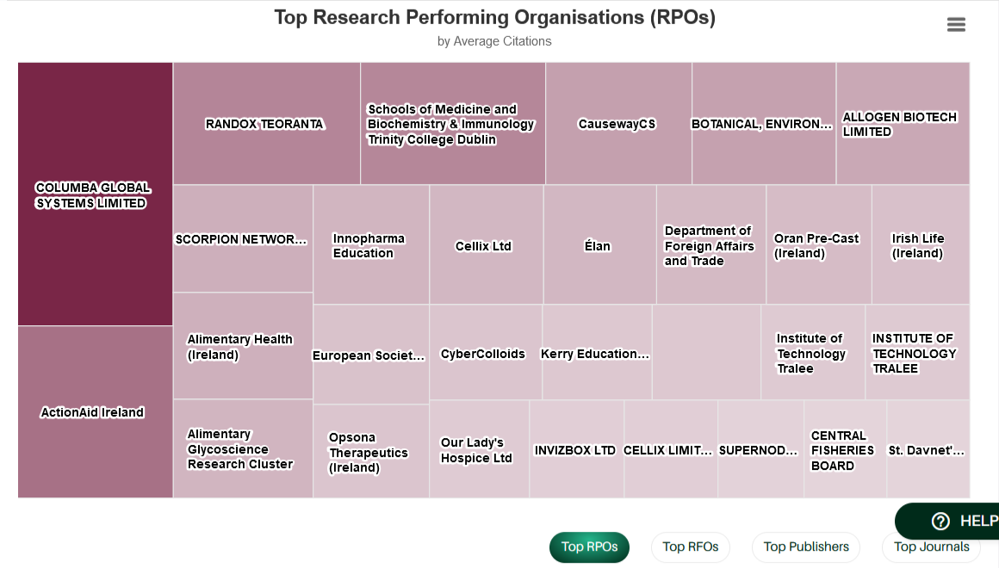 Top Research Performing Organisations (RPOs)
by Average Citations
COLUMBA GLOBAL
SYSTEMS LIMITED
ActionAid Ireland
RANDOX TEORANTA
Schools of Medicine and
Biochemistry & Immunology
Trinity College Dublin
CausewayCS
BOTANICAL, ENVIRON…
ALLOGEN BIOTECH
LIMITED
SCORPION NETWOR…
Innopharma
Education
Cellix Ltd
Élan
Department of
Foreign Affairs
and Trade
Oran Pre-Cast
(Ireland)
Irish Life
(Ireland)
Alimentary Health
(Ireland)
European Societ…
CyberColloids
Kerry Education…
Institute of
Technology
Tralee
INSTITUTE OF
TECHNOLOGY
TRALEE
Alimentary
Glycoscience
Research Cluster
Opsona
Therapeutics
(Ireland)
Our Lady's
Hospice Ltd
INVIZBOX LTD
CELLIX LIMIT…
SUPERNOD…
CENTRAL
FISHERIES
BOARD
St. Davnet'…
HELP
Top RPOs
Top RFOs
Top Publishers
Top Journals